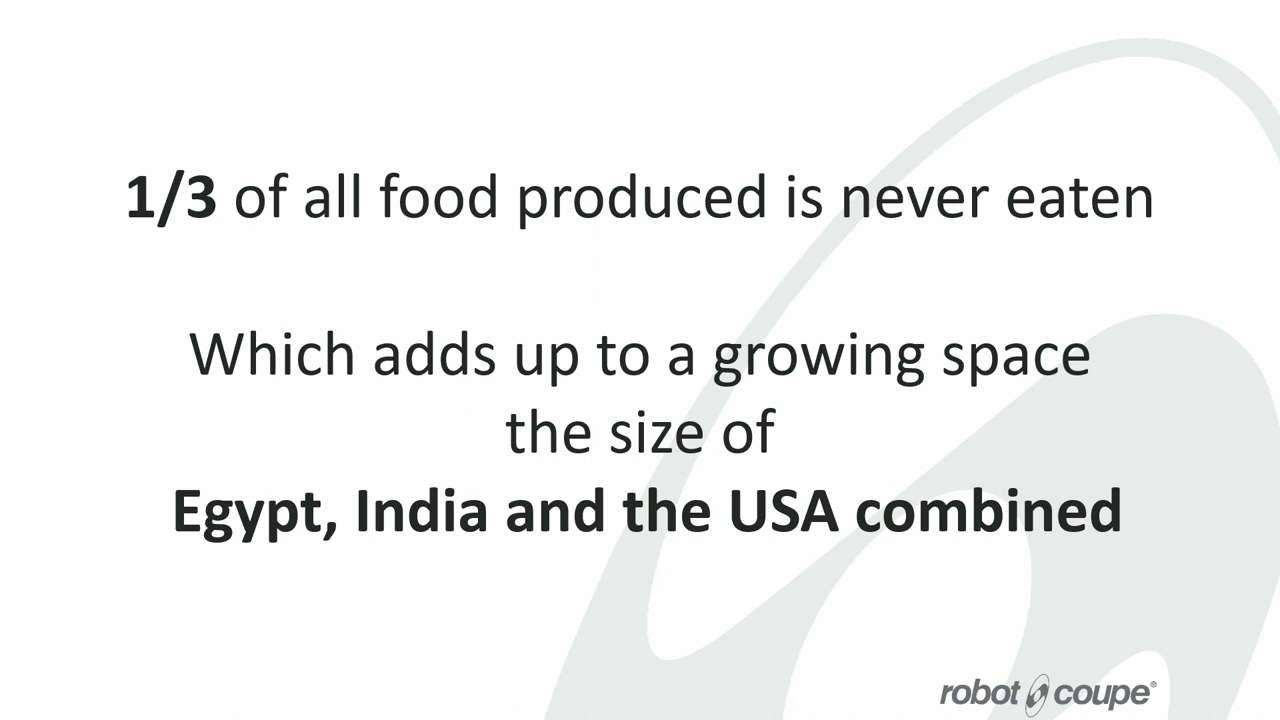 1/3 of all food produced is never eaten
Which adds up to a growing space
the size of
Egypt, India and the USA combined
robot coupe®